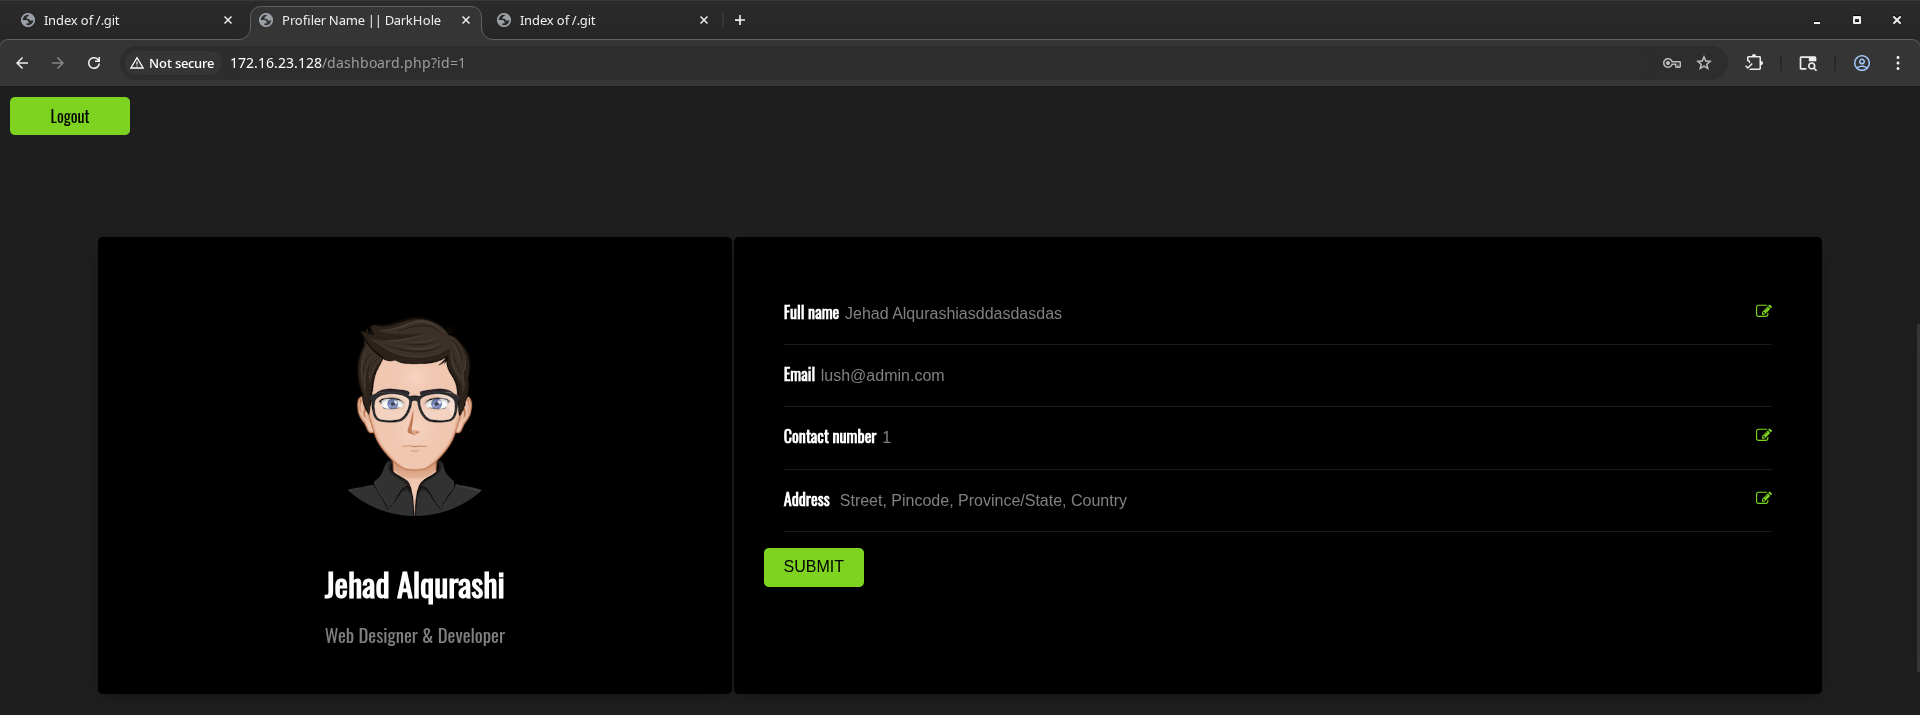 Index of /.git
Profiler Name || DarkHole
Index of /.git
Not secure 172.16.23.128/dashboard.php?id=1
Logout
Full name Jehad Alqurashiasddasdasdas
Email lush@admin.com
Contact number 1
Address Street, Pincode, Province/State, Country
SUBMIT
Jehad Alqurashi
Web Designer & Developer